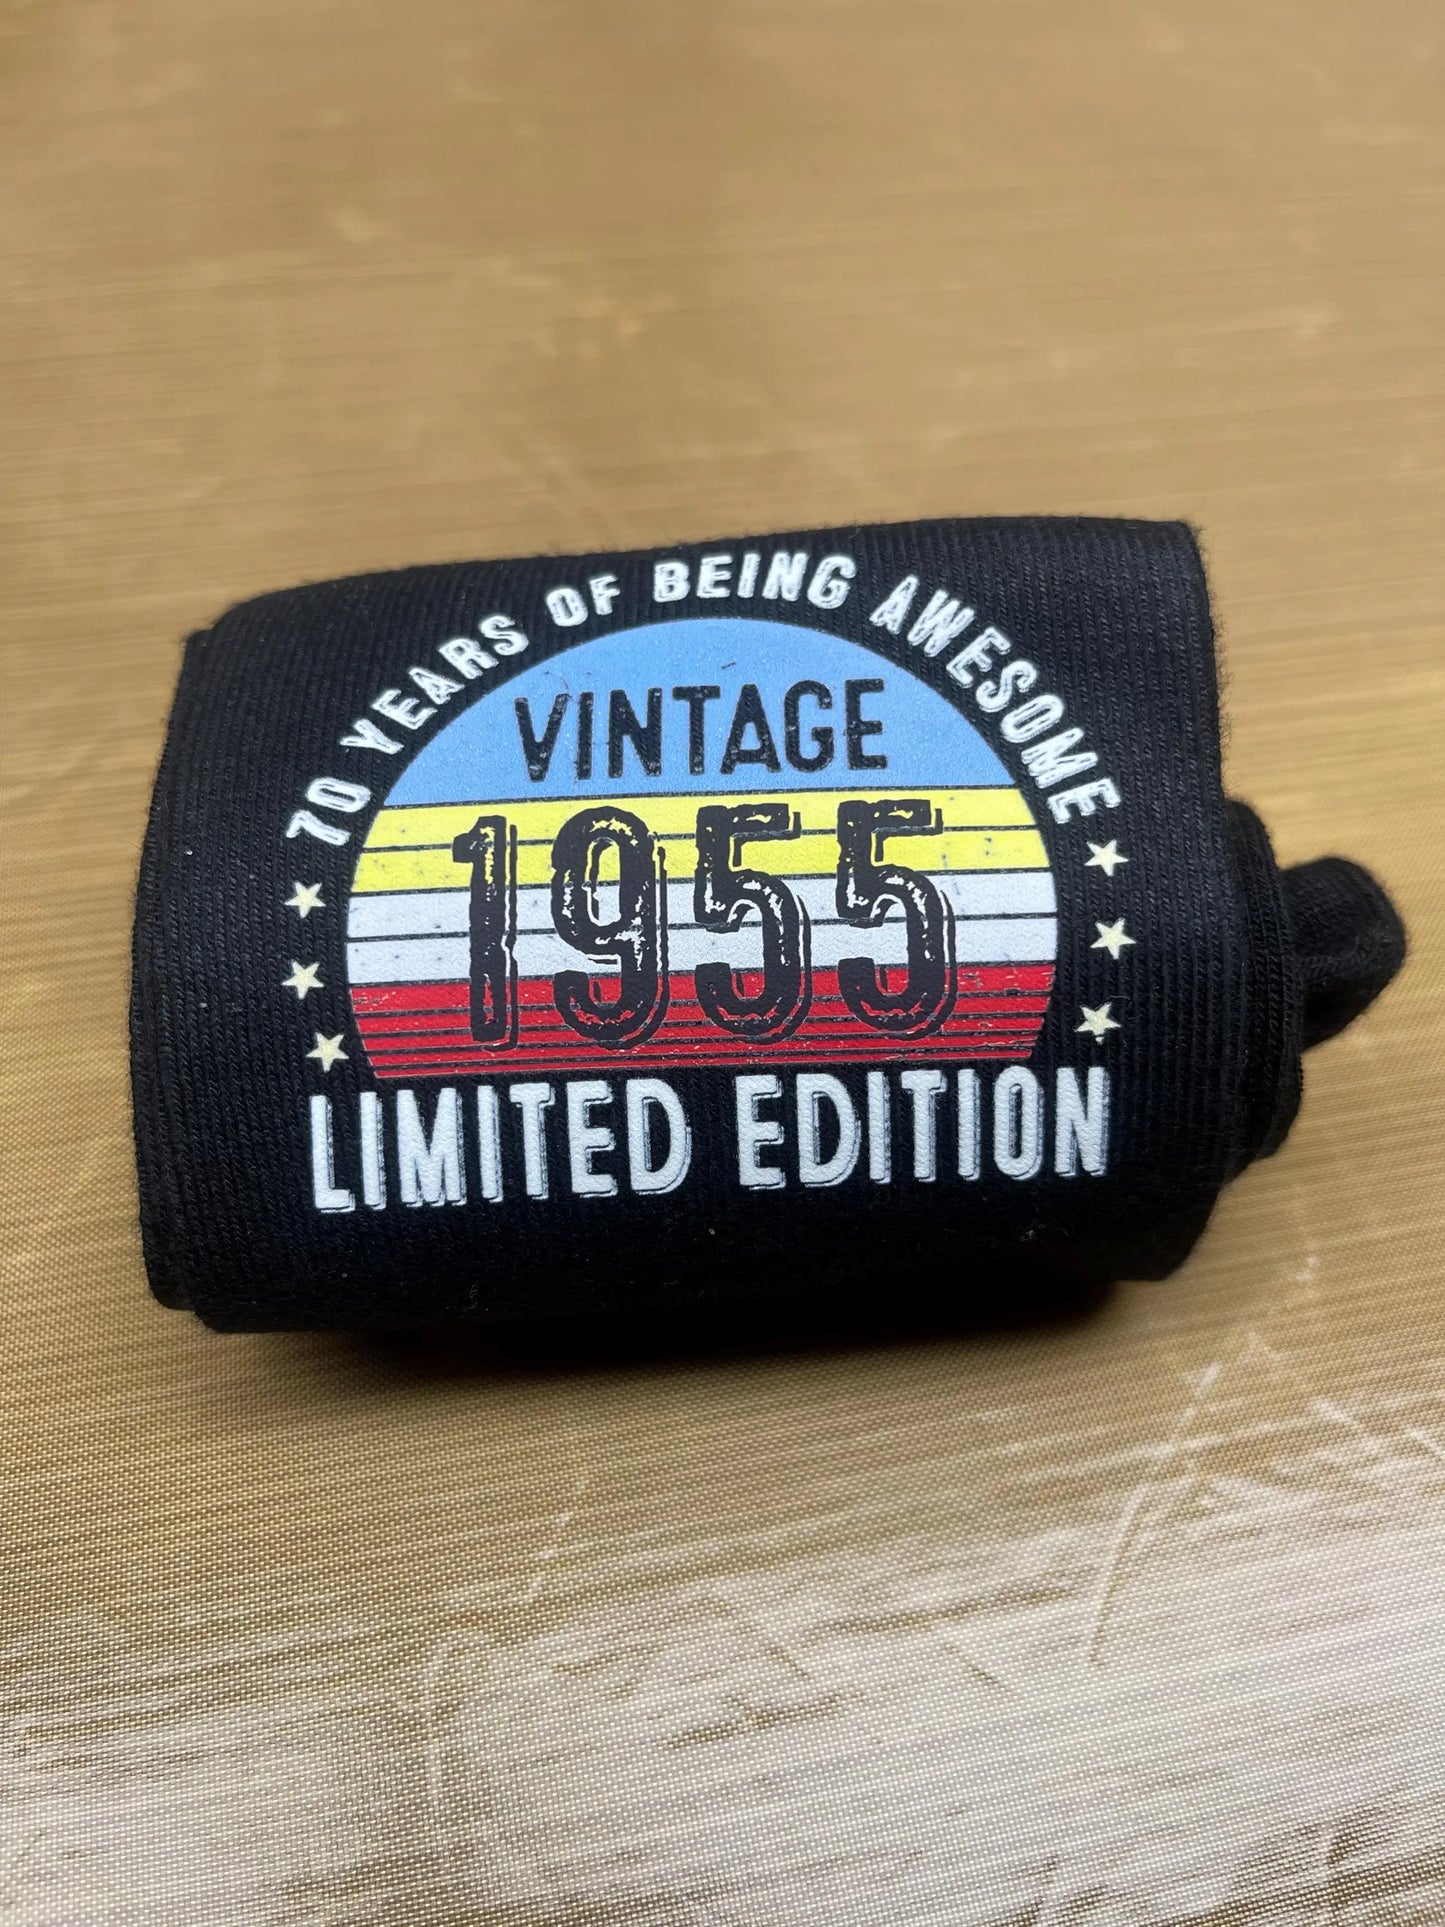 70 YEARS OF BEING AWESOME
VINTAGE
1955
LIMITED EDITION